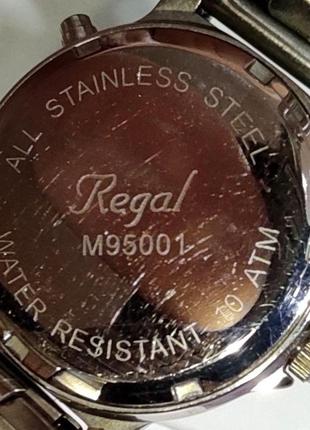 ALL STAINLESS STEEL
Regal
M95001
WATER RESISTANT 10 ATM